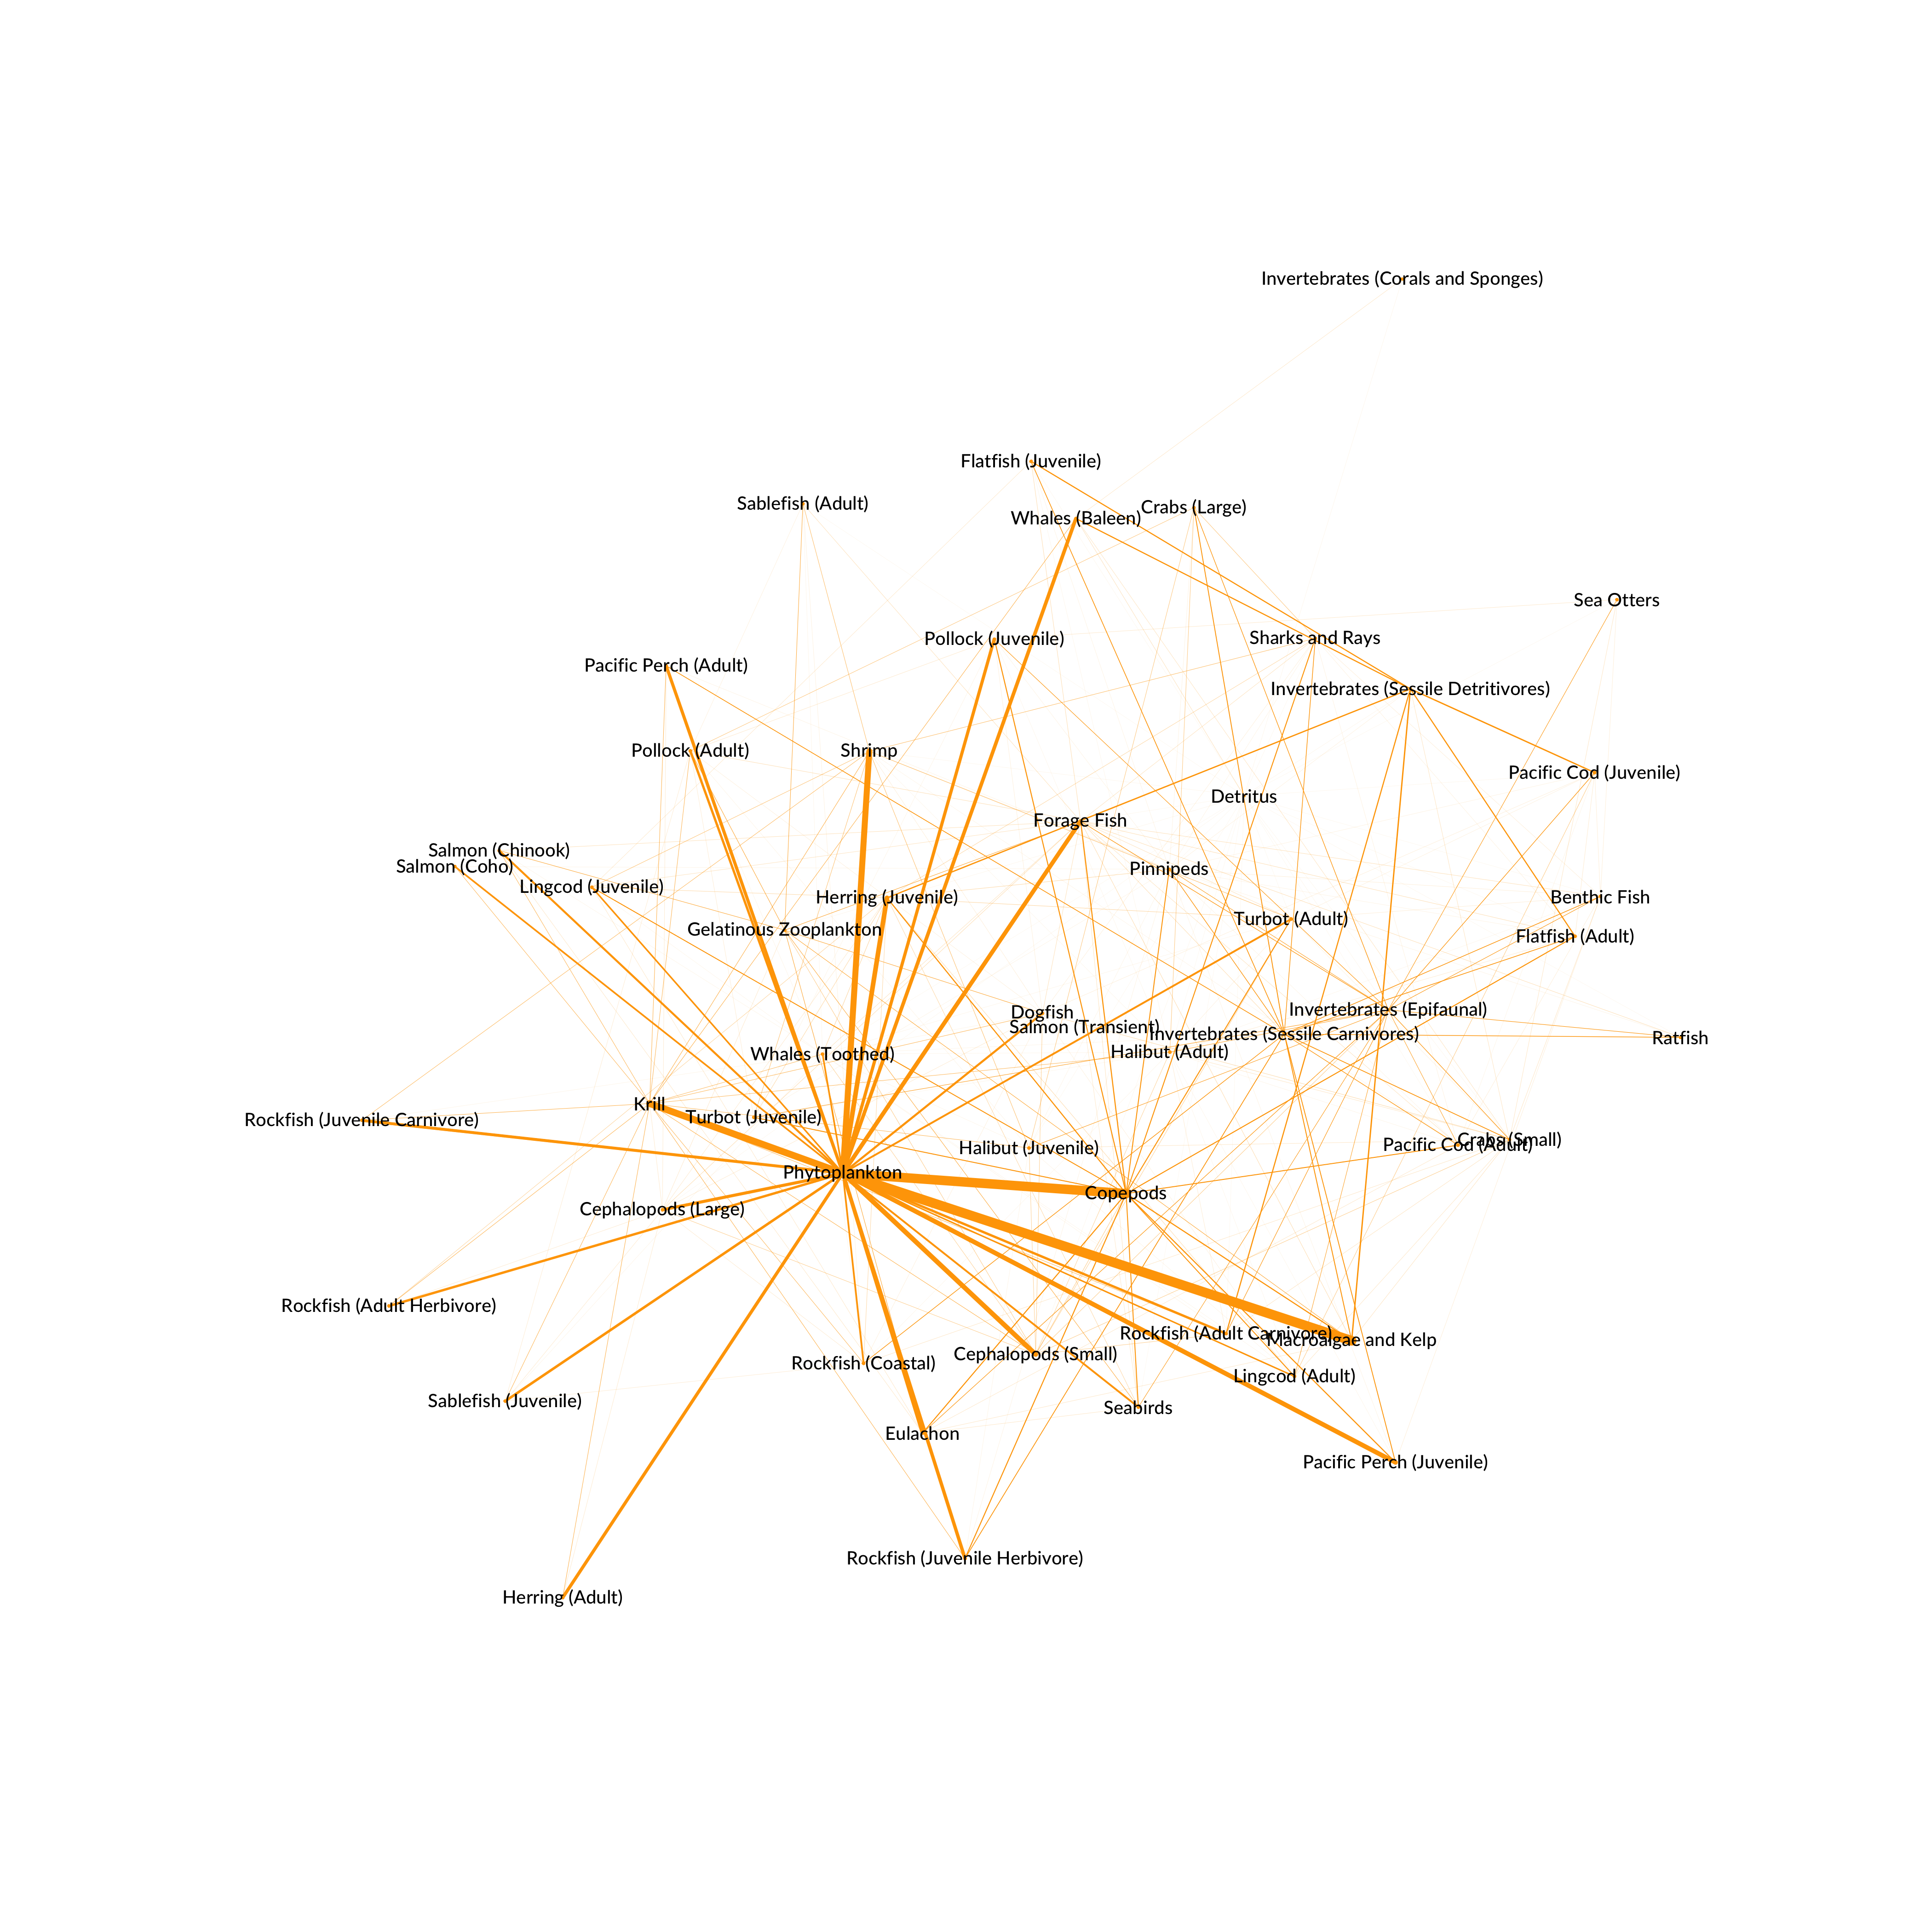 Invertebrates (Corals and Sponges)
Flatfish (Juvenile)
Sablefish (Adult)
Crabs (Large)
Whales (Baleen)
Sea Otters
Pollock (Juvenile)
Sharks and Rays
Pacific Perch (Adult)
Invertebrates (Sessile Detritivores)
Pollock (Adult)
Shrimp
Pacific Cod (Juvenile)
Detritus
Forage Fish
Salmon (Chinook)
Salmon (Coho)
Pinnipeds
Lingcod (Juvenile)
Herring (Juvenile)
Benthic Fish
Turbot (Adult)
Gelatinous Zooplankton
Flatfish (Adult)
Invertebrates (Epifaunal)
Dogfish
Salmon (Transient)
Invertebrates (Sessile Carnivores)
Ratfish
Halibut (Adult)
Whales (Toothed)
Krill
Turbot (Juvenile)
Rockfish (Juvenile Carnivore)
Crabs (Small)
Pacific Cod (Adult)
Halibut (Juvenile)
Phytoplankton
Copepods
Cephalopods (Large)
Rockfish (Adult Herbivore)
Rockfish (Adult Carnivore)
Macroalgae and Kelp
Cephalopods (Small)
Rockfish (Coastal)
Lingcod (Adult)
Sablefish (Juvenile)
Seabirds
Eulachon
Pacific Perch (Juvenile)
Rockfish (Juvenile Herbivore)
Herring (Adult)